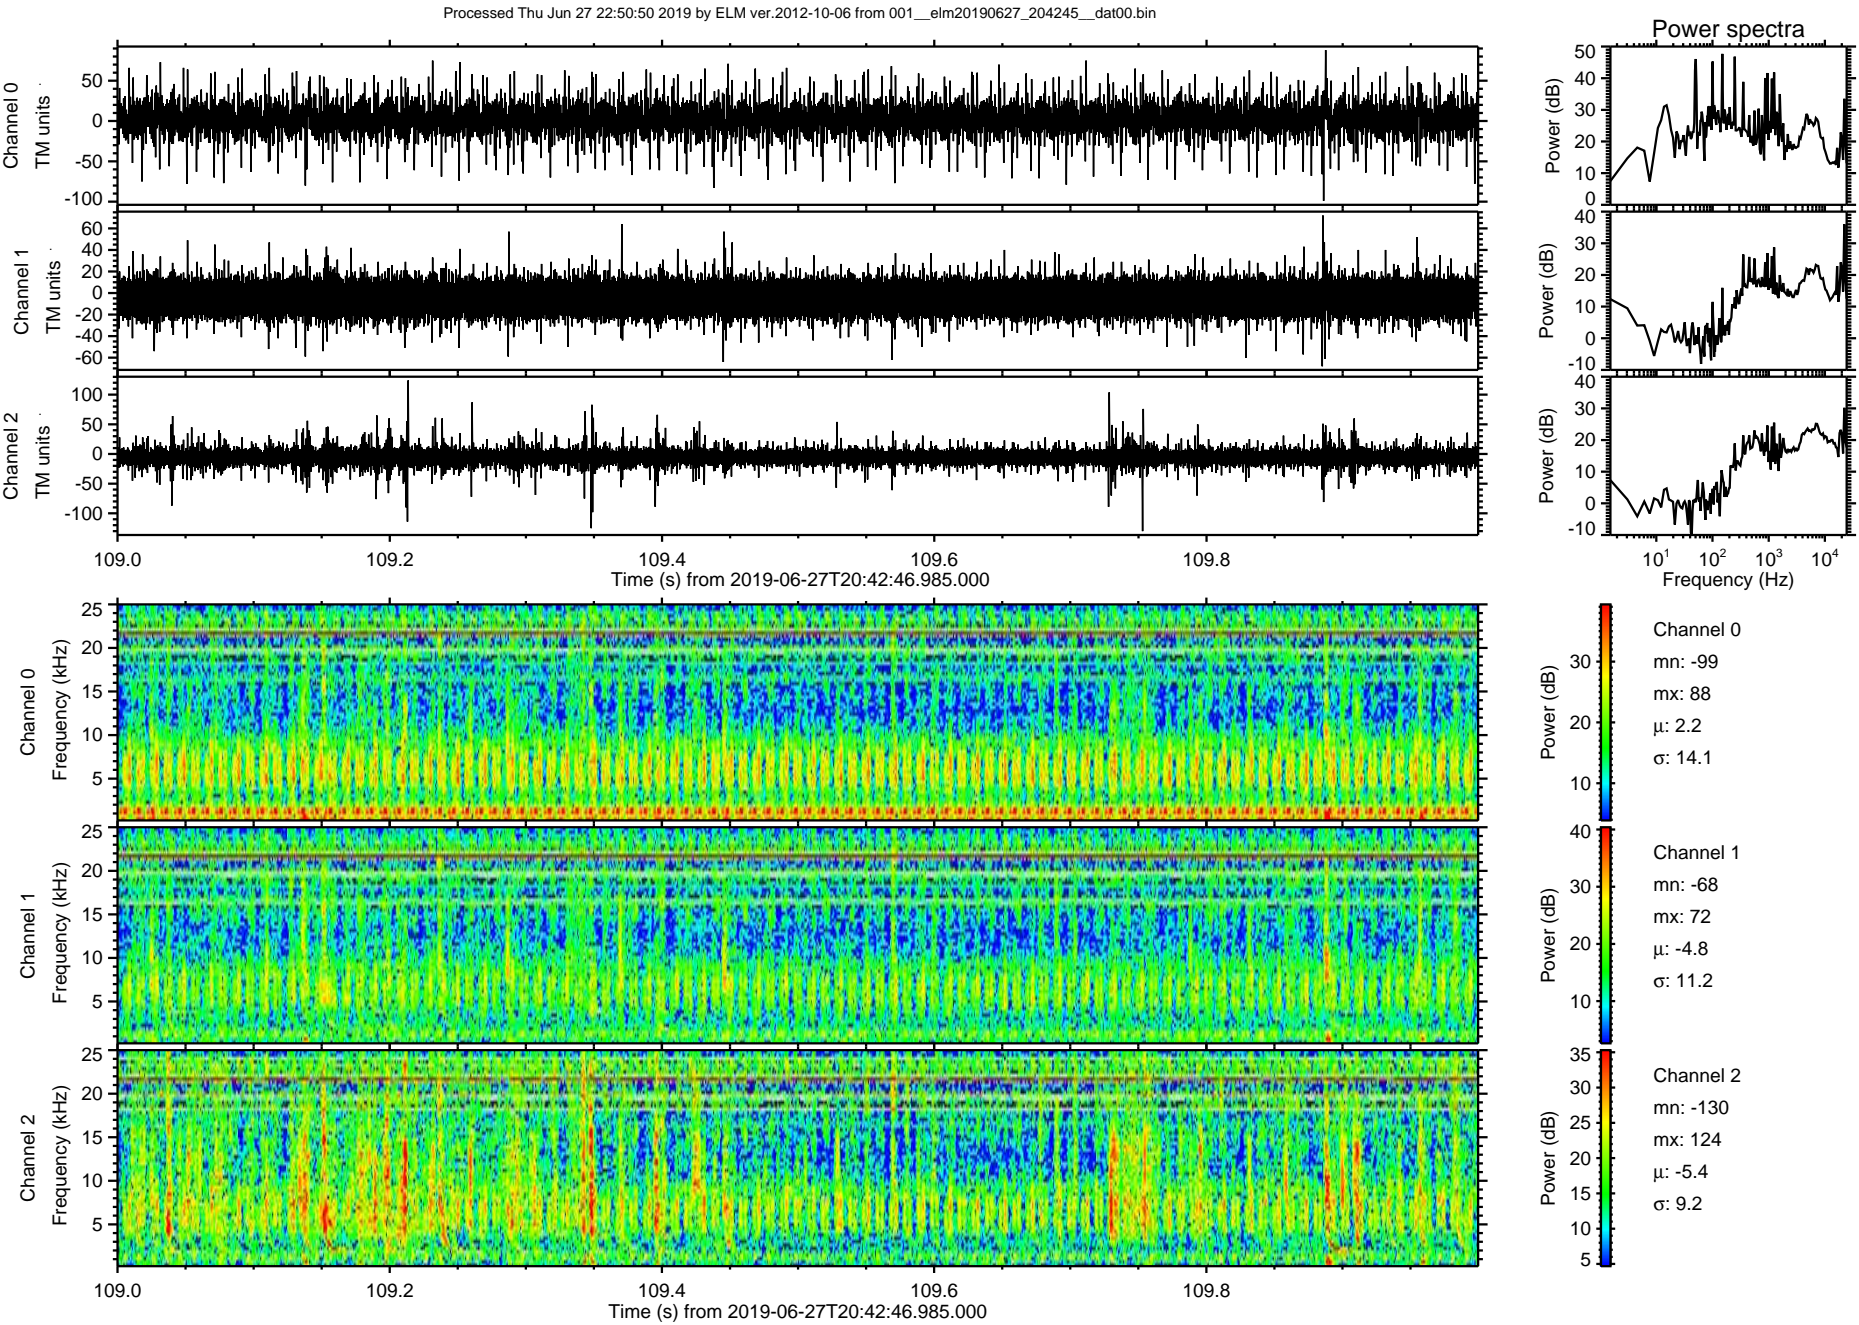 Processed Thu Jun 27 22:50:50 2019 by ELM ver.2012-10-06 from 001__elm20190627_204245__dat00.bin
Power spectra
Channel 0
TM units
50
0
-50
-100
Power (dB)
50
40
30
20
10
0
Channel 1
TM units
60
40
20
0
-20
-40
-60
Power (dB)
40
30
20
10
0
-10
Channel 2
TM units
100
50
0
-50
-100
Power (dB)
40
30
20
10
0
-10
109.0 109.2 109.4 109.6 109.8
Time (s) from 2019-06-27T20:42:46.985.000
10¹ 10² 10³ 10⁴
Frequency (Hz)
Channel 0
Frequency (kHz)
25
20
15
10
5
Power (dB)
30
20
10
Channel 0
mn: -99
mx: 88
μ: 2.2
σ: 14.1
Channel 1
Frequency (kHz)
25
20
15
10
5
Power (dB)
40
30
20
10
Channel 1
mn: -68
mx: 72
μ: -4.8
σ: 11.2
Channel 2
Frequency (kHz)
25
20
15
10
5
Power (dB)
35
30
25
20
15
10
5
Channel 2
mn: -130
mx: 124
μ: -5.4
σ: 9.2
109.0 109.2 109.4 109.6 109.8
Time (s) from 2019-06-27T20:42:46.985.000